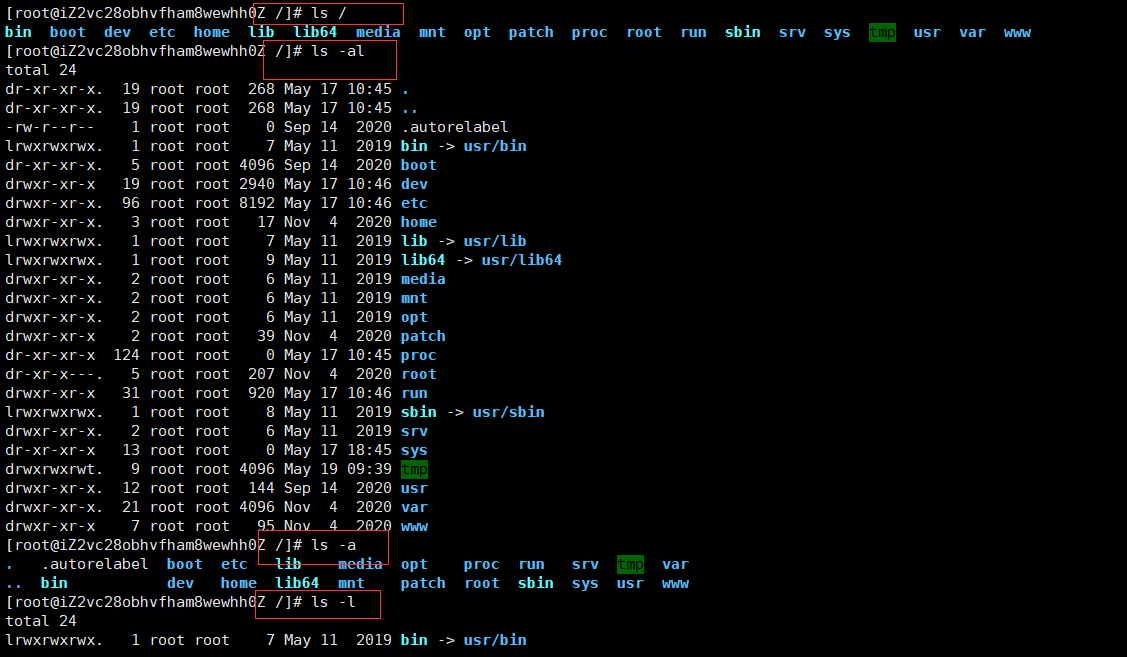 [root@iZ2vc28obhvfham8wewhh0Z /]# ls /
bin  boot  dev  etc  home  lib  lib64  media  mnt  opt  patch  proc  root  run  sbin  srv  sys  tmp  usr  var  www
[root@iZ2vc28obhvfham8wewhh0Z /]# ls -al
total 24
dr-xr-xr-x.  19 root root  268 May 17 10:45 .
dr-xr-xr-x.  19 root root  268 May 17 10:45 ..
-rw-r--r--    1 root root    0 Sep 14  2020 .autorelabel
lrwxrwxrwx.   1 root root    7 May 11  2019 bin -> usr/bin
dr-xr-xr-x.   5 root root 4096 Sep 14  2020 boot
drwxr-xr-x   19 root root 2940 May 17 10:46 dev
drwxr-xr-x.  96 root root 8192 May 17 10:46 etc
drwxr-xr-x.   3 root root   17 Nov  4  2020 home
lrwxrwxrwx.   1 root root    7 May 11  2019 lib -> usr/lib
lrwxrwxrwx.   1 root root    9 May 11  2019 lib64 -> usr/lib64
drwxr-xr-x.   2 root root    6 May 11  2019 media
drwxr-xr-x.   2 root root    6 May 11  2019 mnt
drwxr-xr-x.   2 root root    6 May 11  2019 opt
drwxr-xr-x    2 root root   39 Nov  4  2020 patch
dr-xr-xr-x  124 root root    0 May 17 10:45 proc
dr-xr-x---.   5 root root  207 Nov  4  2020 root
drwxr-xr-x   31 root root  920 May 17 10:46 run
lrwxrwxrwx.   1 root root    8 May 11  2019 sbin -> usr/sbin
drwxr-xr-x.   2 root root    6 May 11  2019 srv
dr-xr-xr-x   13 root root    0 May 17 18:45 sys
drwxrwxrwt.   9 root root 4096 May 19 09:39 tmp
drwxr-xr-x.  12 root root  144 Sep 14  2020 usr
drwxr-xr-x.  21 root root 4096 Nov  4  2020 var
drwxr-xr-x    7 root root   95 Nov  4  2020 www
[root@iZ2vc28obhvfham8wewhh0Z /]# ls -a
.   .autorelabel  boot  etc   lib    media  opt    proc  run   srv  tmp  var
..  bin           dev   home  lib64  mnt    patch  root  sbin  sys  usr  www
[root@iZ2vc28obhvfham8wewhh0Z /]# ls -l
total 24
lrwxrwxrwx.   1 root root    7 May 11  2019 bin -> usr/bin